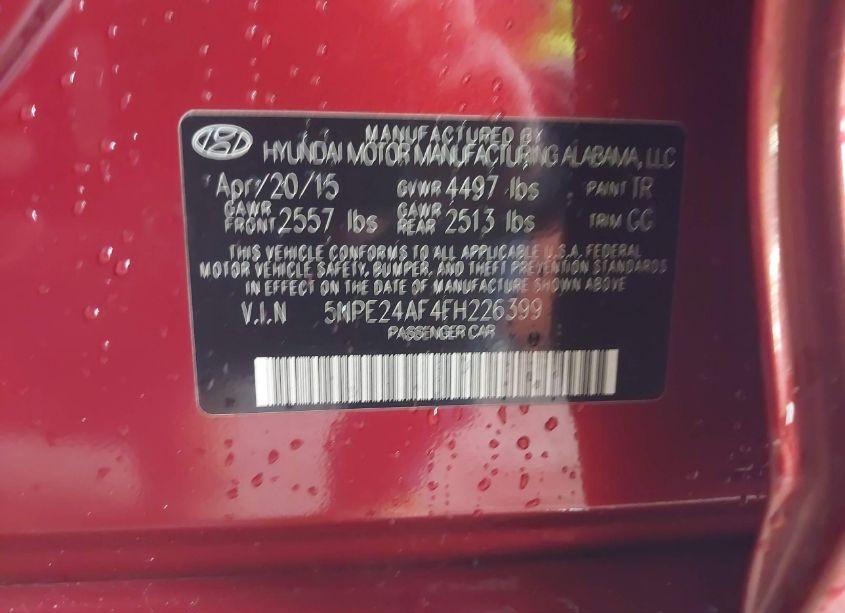 MANUFACTURED BY
HYUNDAI MOTOR MANUFACTURING ALABAMA, LLC
Apr/20/15 GVWR 4497 lbs PAINT TR
GAWR FRONT 2557 lbs GAWR REAR 2513 lbs TRIM GG
THIS VEHICLE CONFORMS TO ALL APPLICABLE U.S.A. FEDERAL
MOTOR VEHICLE SAFETY, BUMPER, AND THEFT PREVENTION STANDARDS
IN EFFECT ON THE DATE OF MANUFACTURE SHOWN ABOVE
V.I.N 5NPE24AF4FH226399
PASSENGER CAR